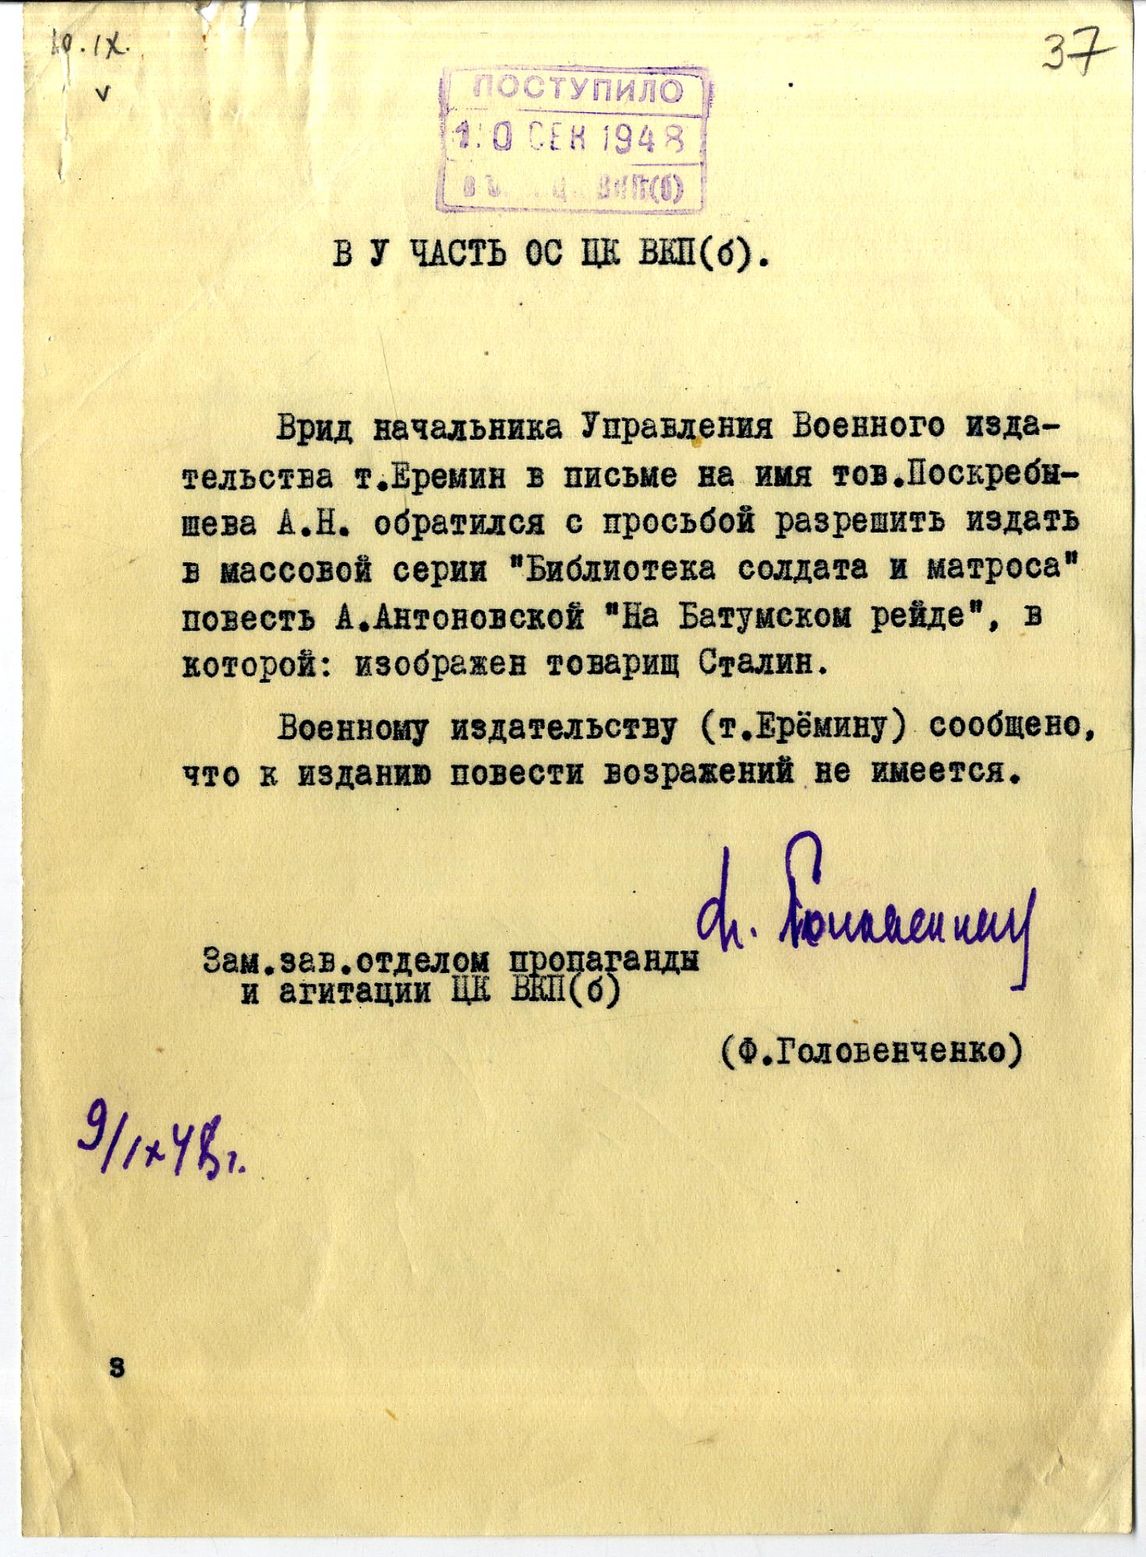 10.IX.
37
ПОСТУПИЛО
10 СЕН 1948
ВКП(б)
В У ЧАСТЬ ОС ЦК ВКП(б).
Врид начальника Управления Военного изда-
тельства т.Еремин в письме на имя тов.Поскребы-
шева А.Н. обратился с просьбой разрешить издать
в массовой серии "Библиотека солдата и матроса"
повесть А.Антоновской "На Батумском рейде", в
которой: изображен товарищ Сталин.
Военному издательству (т.Ерёмину) сообщено,
что к изданию повести возражений не имеется.
Зам.зав.отделом пропаганды
и агитации ЦК ВКП(б)
(Ф.Головенченко)
9/IX 48г.
з